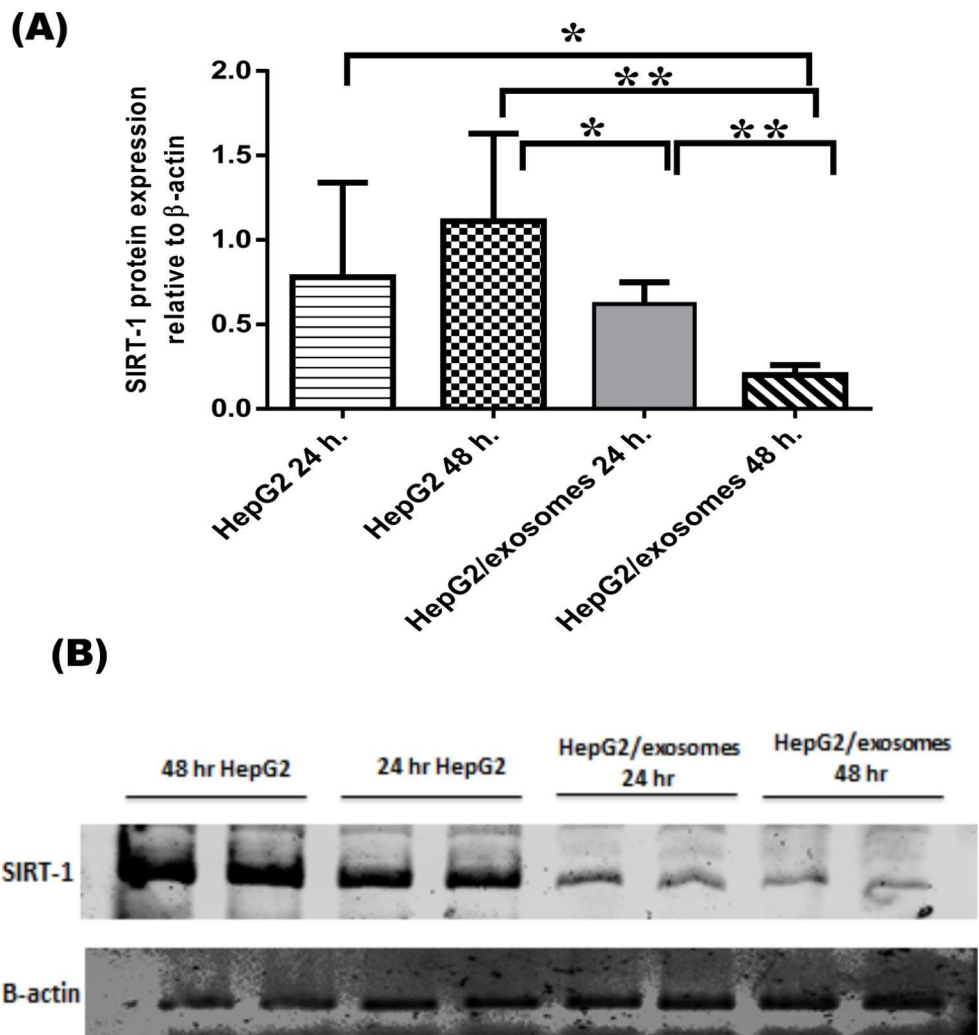 (A)
*
* *
*
* *
SIRT-1 protein expression
relative to β-actin
2.0
1.5
1.0
0.5
0.0
HepG2 24 h.
HepG2 48 h.
HepG2/exosomes 24 h.
HepG2/exosomes 48 h.
(B)
48 hr HepG2
24 hr HepG2
HepG2/exosomes
24 hr
HepG2/exosomes
48 hr
SIRT-1
B-actin